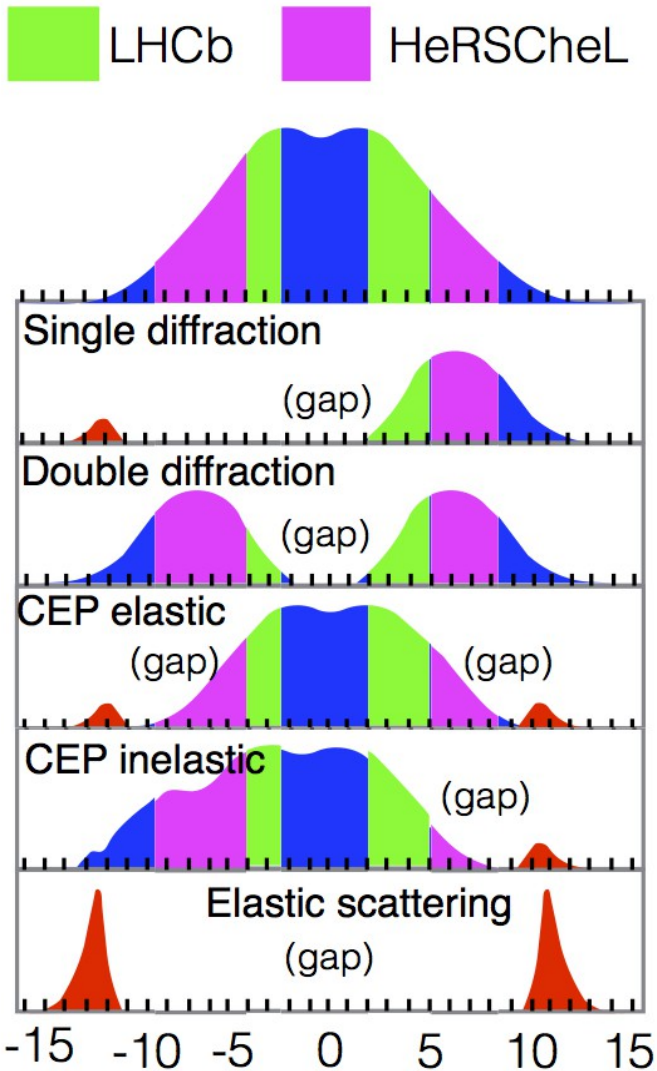 LHCb HeRSCheL
Single diffraction
(gap)
Double diffraction
(gap)
CEP elastic
(gap) (gap)
CEP inelastic
(gap)
Elastic scattering
(gap)
-15 -10 -5 0 5 10 15